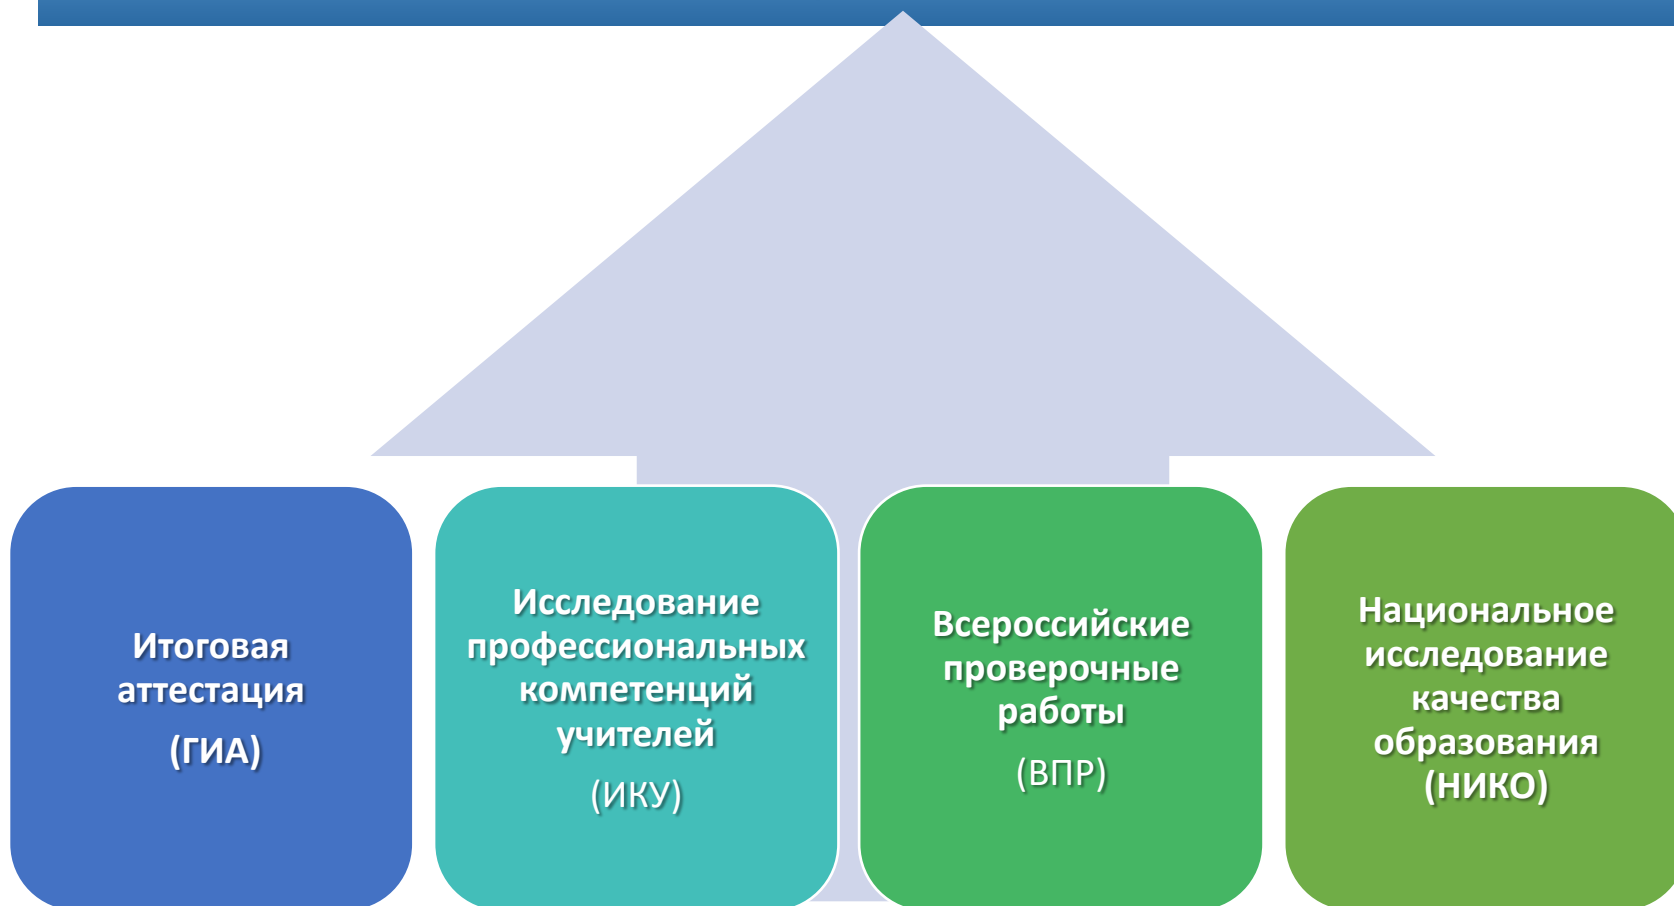 Итоговая
аттестация
(ГИА)
Исследование
профессиональных
компетенций
учителей
(ИКУ)
Всероссийские
проверочные
работы
(ВПР)
Национальное
исследование
качества
образования
(НИКО)